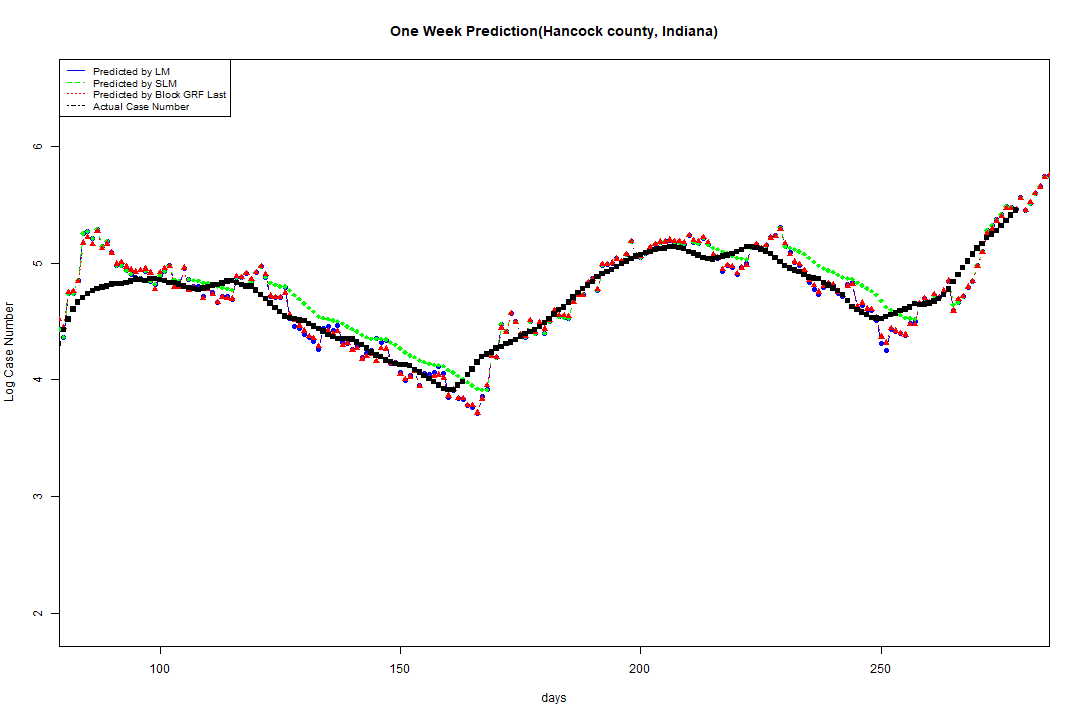 One Week Prediction(Hancock county, Indiana)
Predicted by LM
Predicted by SLM
Predicted by Block GRF Last
Actual Case Number
6
5
4
3
2
Log Case Number
100
150
200
250
days